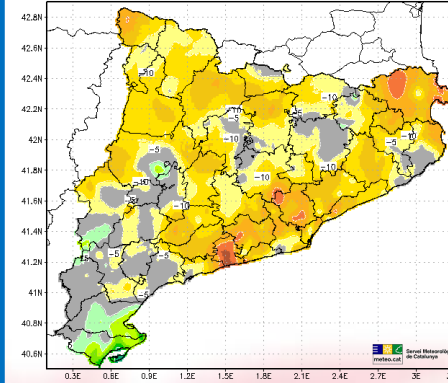 42.8N
42.6N
42.4N
42.2N
42N
41.8N
41.6N
41.4N
41.2N
41N
40.8N
40.6N
-10
-10
-10
-5
-5
-10
-5
-10
-5
-10
-10
-10
-10
-5
-5
-5
0.3E
0.6E
0.9E
1.2E
1.5E
1.8E
2.1E
2.4E
2.7E
3E
meteo.cat
Servei Meteorològic
de Catalunya